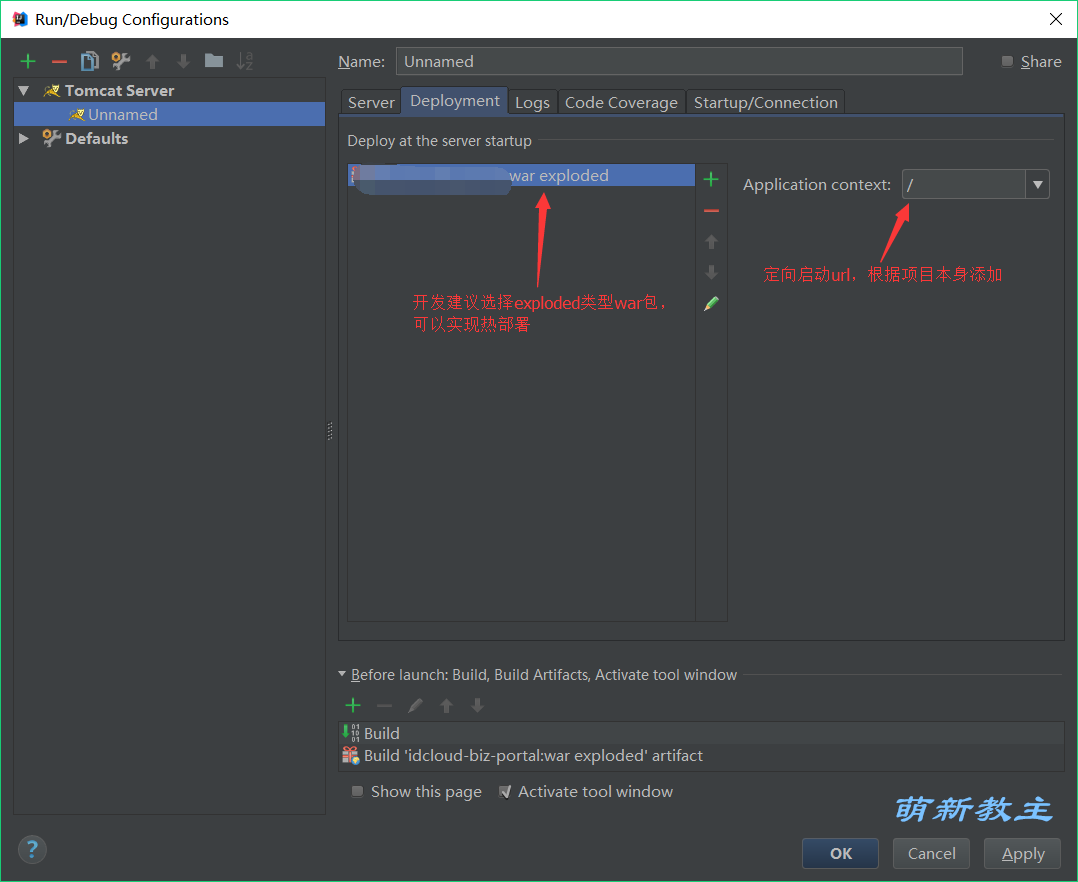 Run/Debug Configurations
Name: Unnamed
Share
Tomcat Server
Unnamed
Defaults
Server
Deployment
Logs
Code Coverage
Startup/Connection
Deploy at the server startup
war exploded
Application context: /
定向启动url，根据项目本身添加
开发建议选择exploded类型war包，
可以实现热部署
Before launch: Build, Build Artifacts, Activate tool window
Build
Build 'idcloud-biz-portal:war exploded' artifact
Show this page
Activate tool window
萌新教主
?
OK
Cancel
Apply